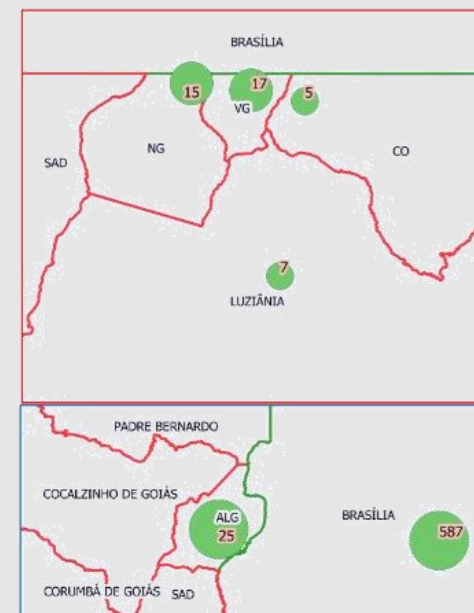 BRASÍLIA
15
17
5
VG
NG
CO
SAD
7
LUZIÂNIA
PADRE BERNARDO
COCALZINHO DE GOIÁS
ALG
BRASÍLIA
25
587
CORUMBÁ DE GOIÁS
SAD